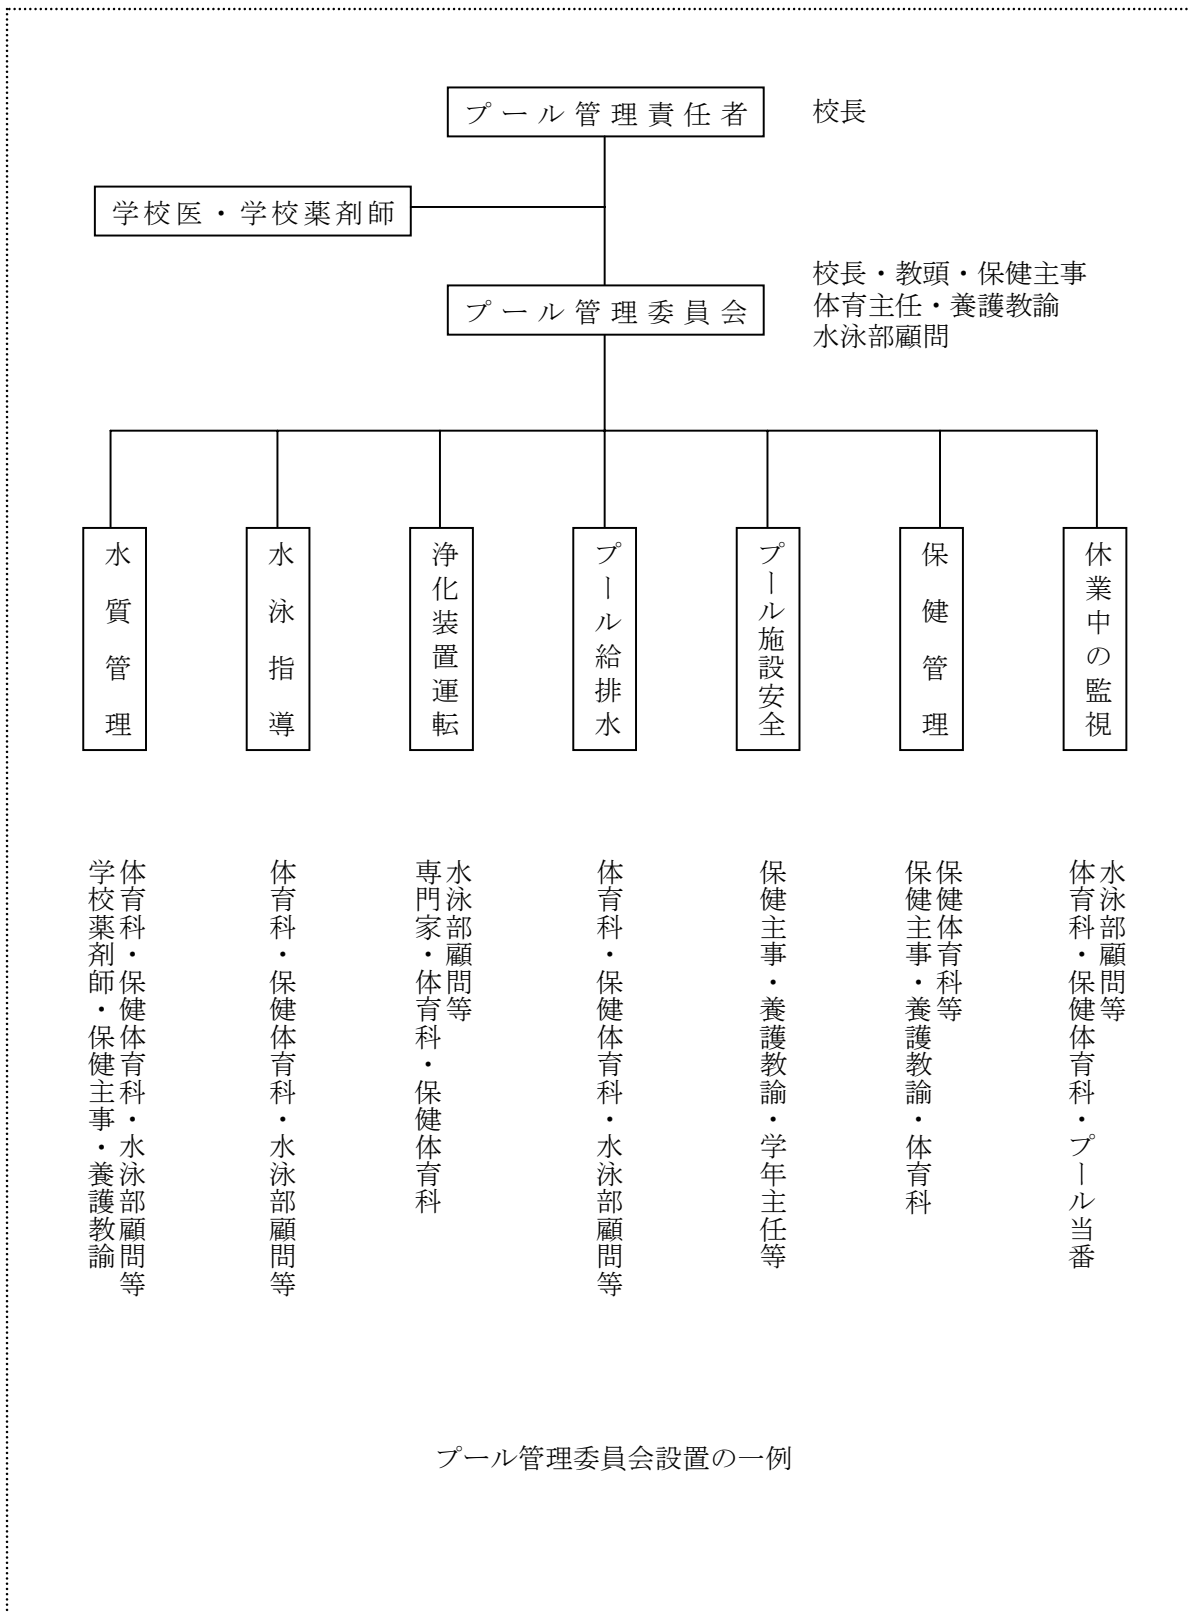 プール管理責任者
校長
学校医・学校薬剤師
プール管理委員会
校長・教頭・保健主事
体育主任・養護教諭
水泳部顧問
水質管理
水泳指導
浄化装置運転
プール給排水
プール施設安全
保健管理
休業中の監視
学校薬剤師・保健主事・養護教諭
体育科・保健体育科・水泳部顧問等
体育科・保健体育科・水泳部顧問等
専門家・体育科・保健体育科
水泳部顧問等
体育科・保健体育科・水泳部顧問等
保健主事・養護教諭・学年主任等
保健主事・養護教諭・体育科
保健体育科等
体育科・保健体育科・プール当番
水泳部顧問等
プール管理委員会設置の一例